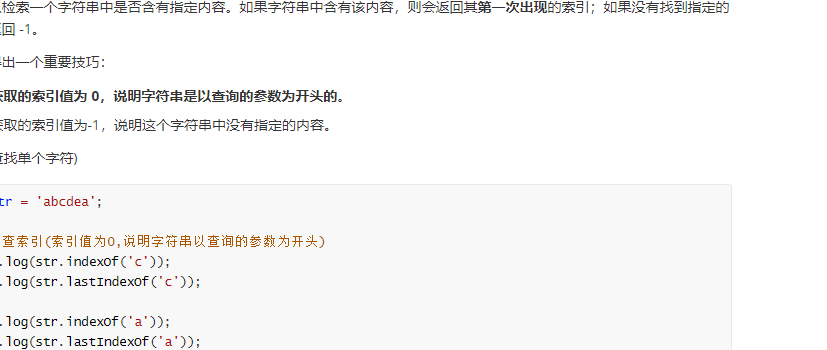 检索一个字符串中是否含有指定内容。如果字符串中含有该内容，则会返回其第一次出现的索引；如果没有找到指定的
返回 -1。
得出一个重要技巧：
获取的索引值为 0，说明字符串是以查询的参数为开头的。
获取的索引值为-1，说明这个字符串中没有指定的内容。
查找单个字符)
tr = 'abcdea';
查索引(索引值为0,说明字符串以查询的参数为开头)
.log(str.indexOf('c'));
.log(str.lastIndexOf('c'));
.log(str.indexOf('a'));
.log(str.lastIndexOf('a'));